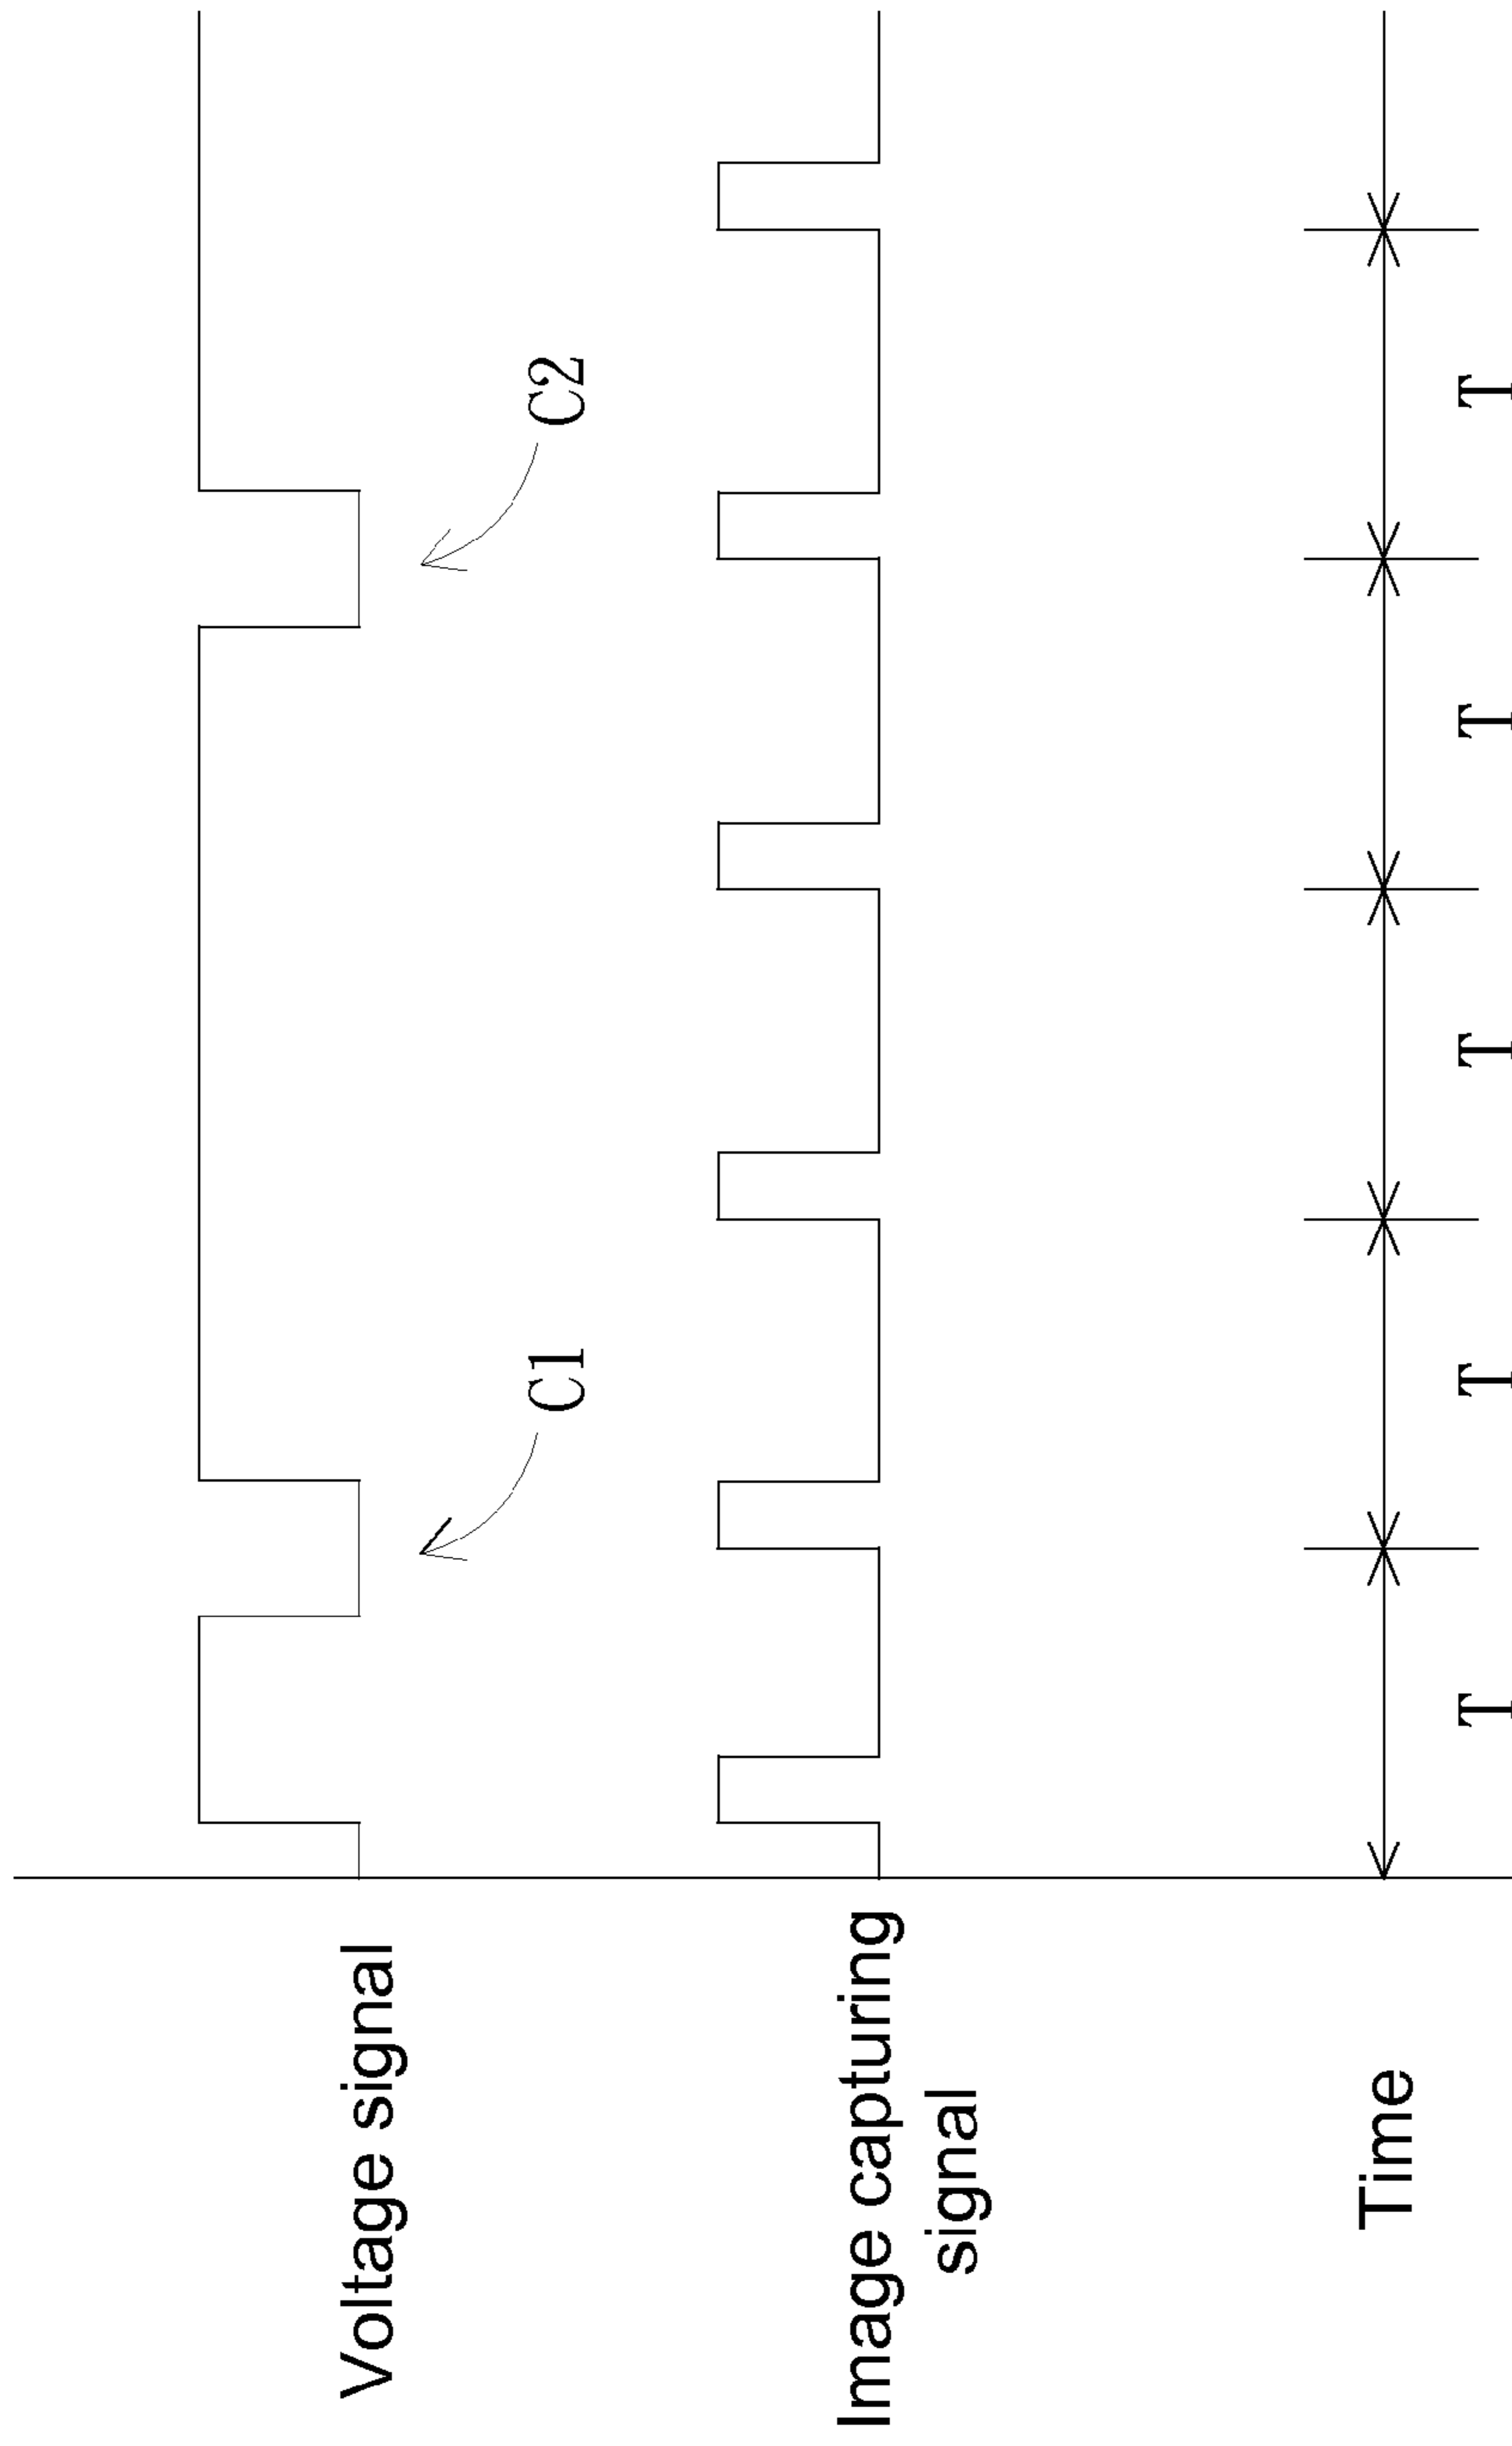 Voltage signal
C1
C2
Image capturing
signal
Time
T
T
T
T
T